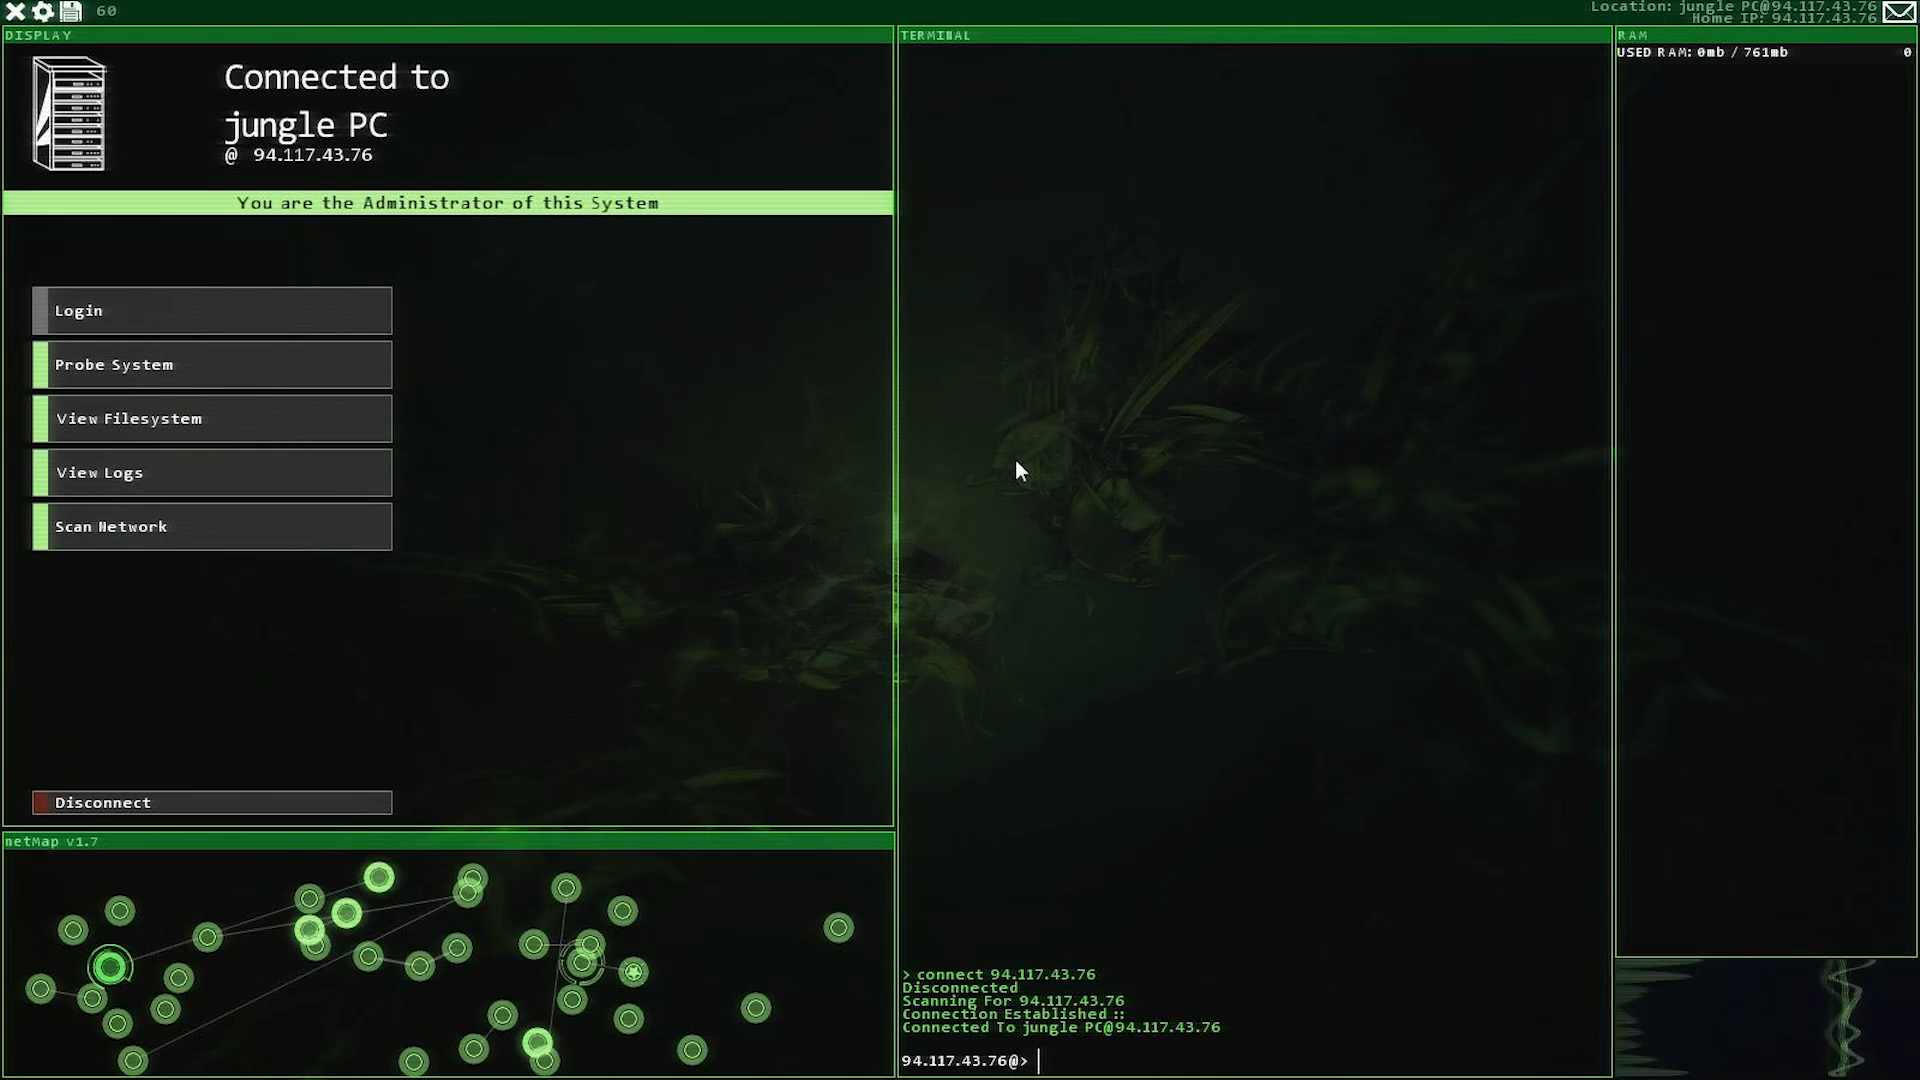 60
Location: jungle PC@94.117.43.76
Home IP: 94.117.43.76
DISPLAY
Connected to
jungle PC
@ 94.117.43.76
You are the Administrator of this System
Login
Probe System
View Filesystem
View Logs
Scan Network
Disconnect
netMap v1.7
TERMINAL
> connect 94.117.43.76
Disconnected
Scanning For 94.117.43.76
Connection Established ::
Connected To jungle PC@94.117.43.76
94.117.43.76@>
RAM
USED RAM: 0mb / 761mb 0